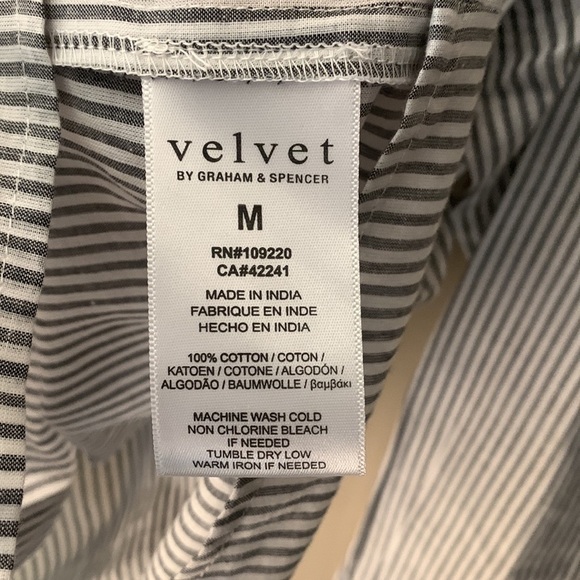 velvet
BY GRAHAM & SPENCER
M
RN#109220
CA#42241
MADE IN INDIA
FABRIQUE EN INDE
HECHO EN INDIA
100% COTTON / COTON /
KATOEN / COTONE / ALGODÓN /
ALGODÃO / BAUMWOLLE / βαμβάκι
MACHINE WASH COLD
NON CHLORINE BLEACH
IF NEEDED
TUMBLE DRY LOW
WARM IRON IF NEEDED